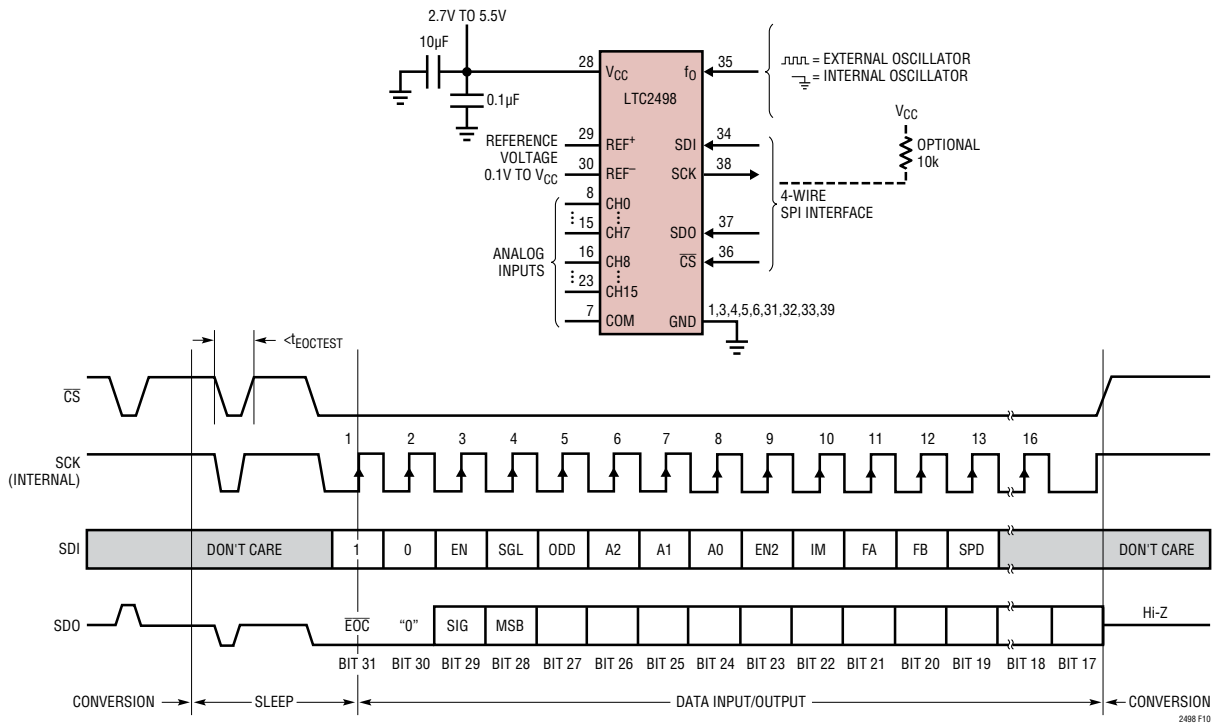 2.7V TO 5.5V
10µF
0.1µF
28
VCC
fO
35
= EXTERNAL OSCILLATOR
= INTERNAL OSCILLATOR
LTC2498
VCC
OPTIONAL
10k
REFERENCE
VOLTAGE
0.1V TO VCC
29
REF+
30
REF–
SDI
34
SCK
38
4-WIRE
SPI INTERFACE
ANALOG
INPUTS
8
CH0
15
CH7
SDO
37
16
CH8
CS
36
23
CH15
7
COM
GND
1,3,4,5,6,31,32,33,39
<tEOCTEST
CS
SCK
(INTERNAL)
1 2 3 4 5 6 7 8 9 10 11 12 13 16
SDI
DON'T CARE 1 0 EN SGL ODD A2 A1 A0 EN2 IM FA FB SPD DON'T CARE
SDO
EOC "0" SIG MSB Hi-Z
BIT 31 BIT 30 BIT 29 BIT 28 BIT 27 BIT 26 BIT 25 BIT 24 BIT 23 BIT 22 BIT 21 BIT 20 BIT 19 BIT 18 BIT 17
CONVERSION SLEEP DATA INPUT/OUTPUT CONVERSION
2498 F10